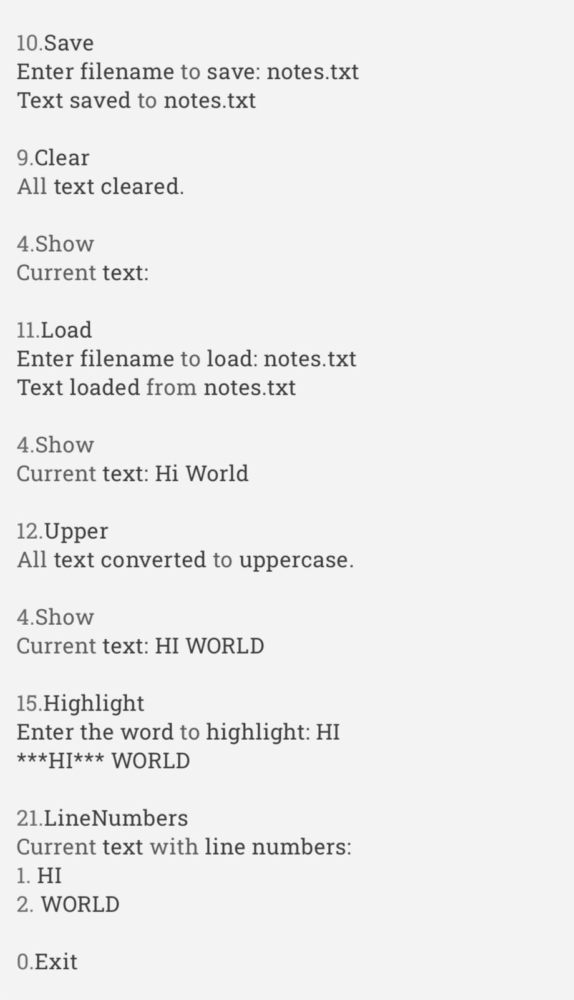 10.Save
Enter filename to save: notes.txt
Text saved to notes.txt
9.Clear
All text cleared.
4.Show
Current text:
11.Load
Enter filename to load: notes.txt
Text loaded from notes.txt
4.Show
Current text: Hi World
12.Upper
All text converted to uppercase.
4.Show
Current text: HI WORLD
15.Highlight
Enter the word to highlight: HI
***HI*** WORLD
21.LineNumbers
Current text with line numbers:
1. HI
2. WORLD
0.Exit